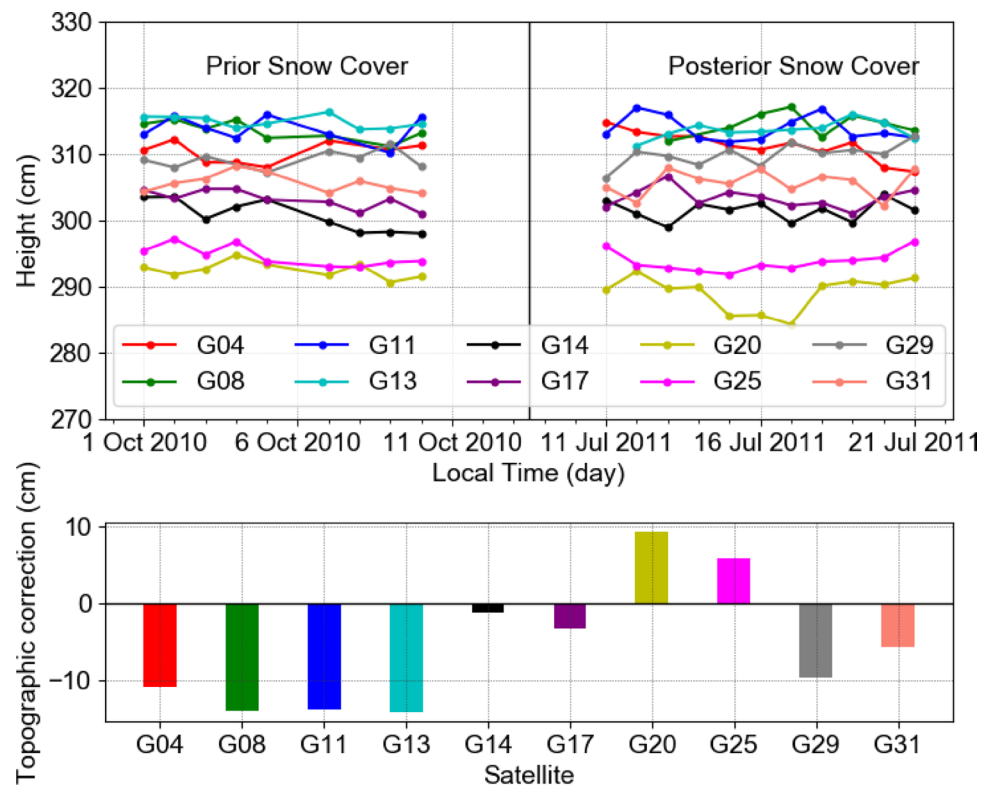 330
320
310
300
290
280
270
Height (cm)
Prior Snow Cover
Posterior Snow Cover
G04 G11 G14 G20 G29
G08 G13 G17 G25 G31
1 Oct 2010 6 Oct 2010 11 Oct 2010 11 Jul 2011 16 Jul 2011 21 Jul 2011
Local Time (day)
Topographic correction (cm)
10
0
−10
G04 G08 G11 G13 G14 G17 G20 G25 G29 G31
Satellite